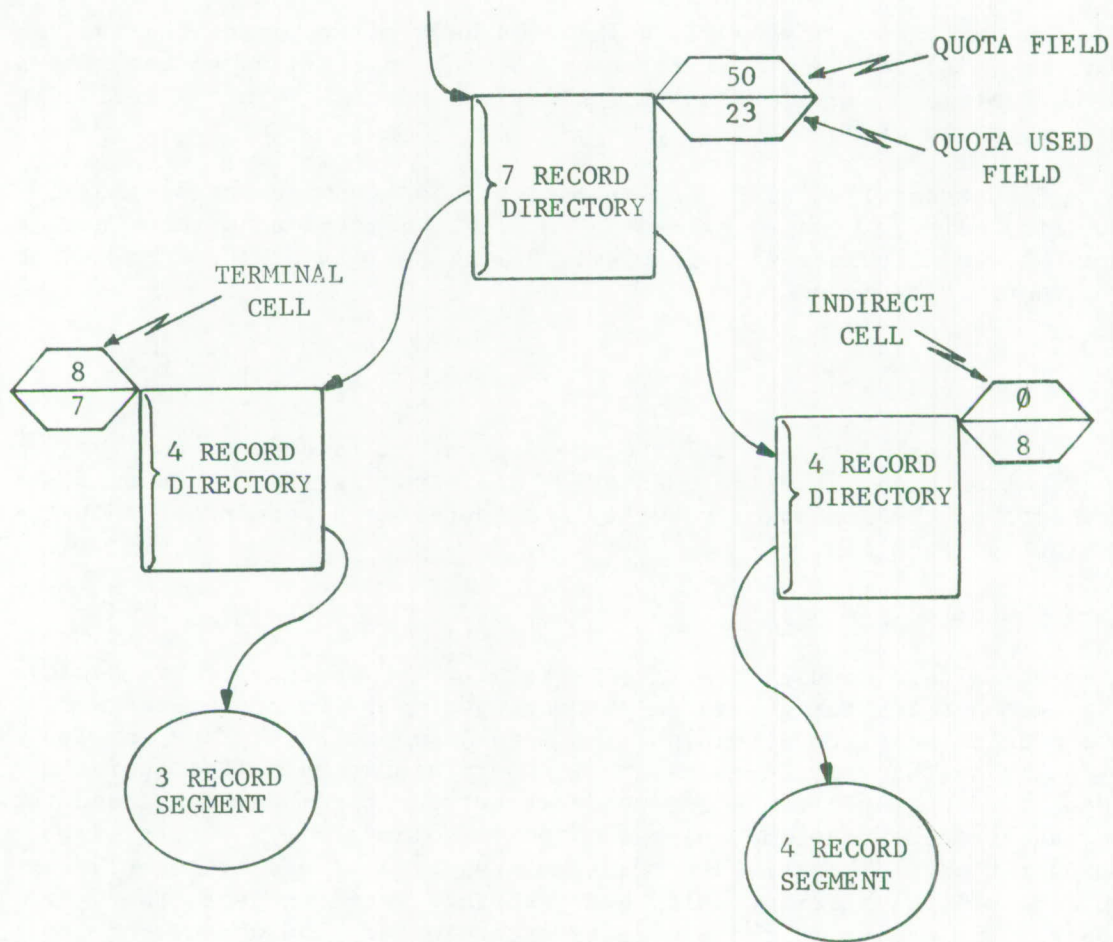 QUOTA FIELD
50
23
QUOTA USED
FIELD
7 RECORD
DIRECTORY
TERMINAL
CELL
INDIRECT
CELL
8
7
Ø
8
4 RECORD
DIRECTORY
4 RECORD
DIRECTORY
3 RECORD
SEGMENT
4 RECORD
SEGMENT